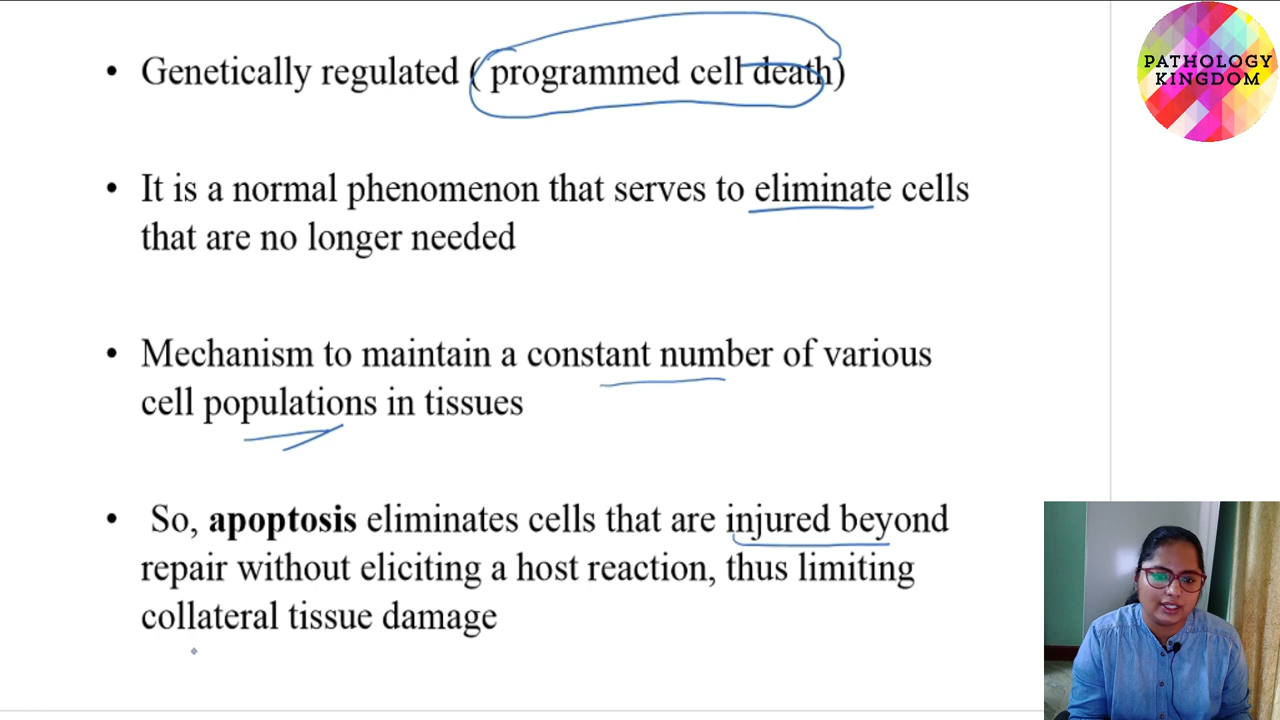 • Genetically regulated ( programmed cell death)
• It is a normal phenomenon that serves to eliminate cells
that are no longer needed
• Mechanism to maintain a constant number of various
cell populations in tissues
• So, apoptosis eliminates cells that are injured beyond
repair without eliciting a host reaction, thus limiting
collateral tissue damage
PATHOLOGY
KINGDOM